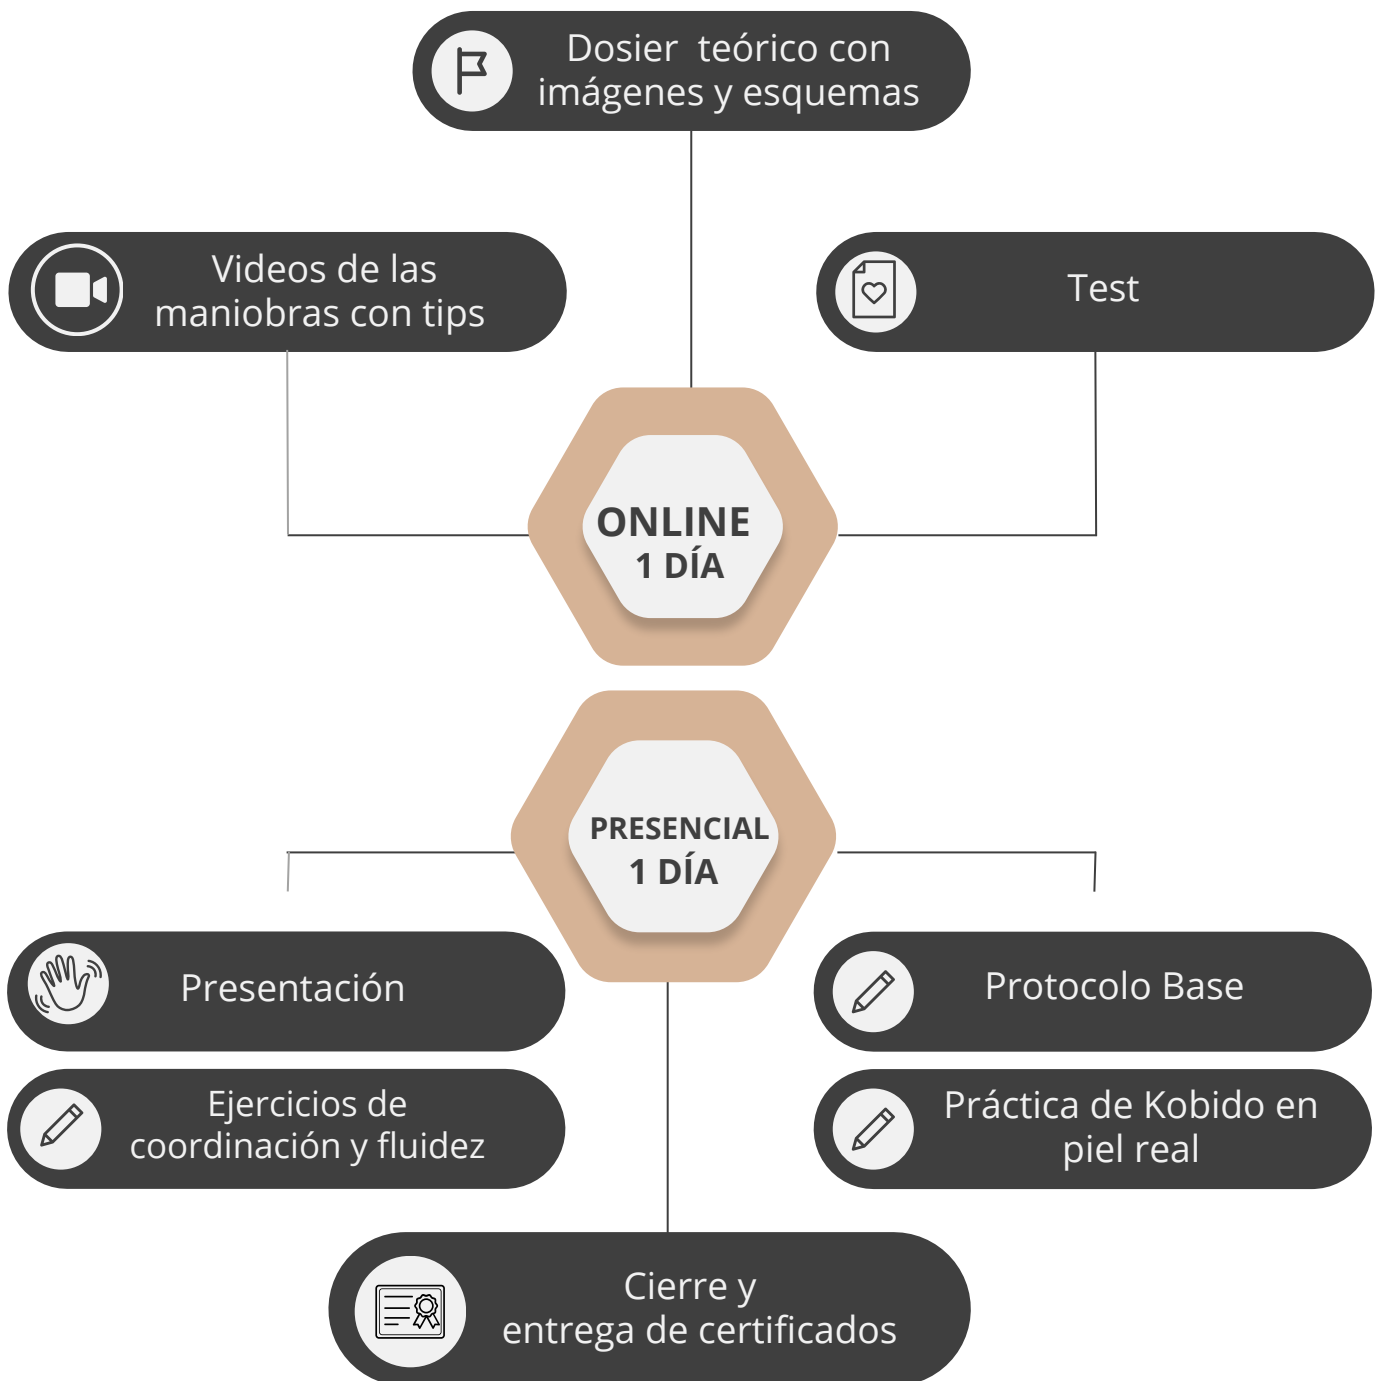 Dosier teórico con
imágenes y esquemas
Videos de las
maniobras con tips
Test
ONLINE
1 DÍA
PRESENCIAL
1 DÍA
Presentación
Protocolo Base
Ejercicios de
coordinación y fluidez
Práctica de Kobido en
piel real
Cierre y
entrega de certificados